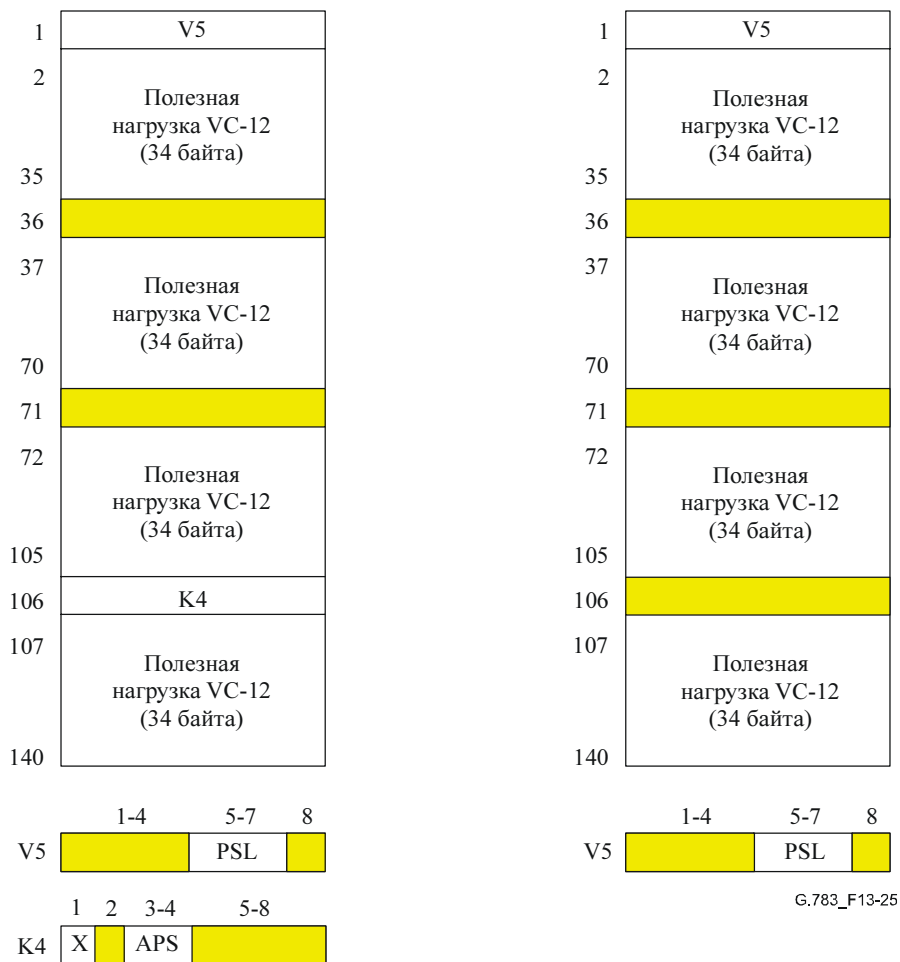 1 V5
2
Полезная
нагрузка VC-12
(34 байта)
35
36
37
Полезная
нагрузка VC-12
(34 байта)
70
71
72
Полезная
нагрузка VC-12
(34 байта)
105
106 K4
107
Полезная
нагрузка VC-12
(34 байта)
140
1-4 5-7 8
V5 PSL
1 2 3-4 5-8
K4 X APS
1 V5
2
Полезная
нагрузка VC-12
(34 байта)
35
36
37
Полезная
нагрузка VC-12
(34 байта)
70
71
72
Полезная
нагрузка VC-12
(34 байта)
105
106
107
Полезная
нагрузка VC-12
(34 байта)
140
1-4 5-7 8
V5 PSL
G.783_F13-25